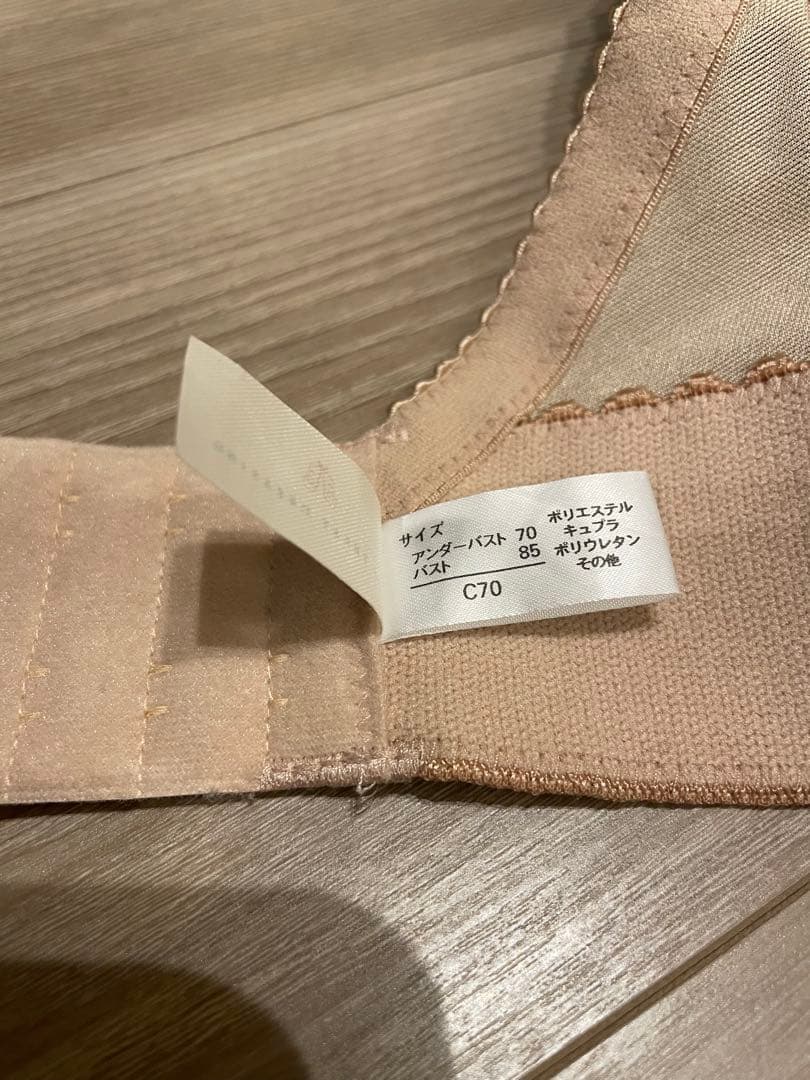 サイズ
アンダーバスト 70
バスト 85
C70
ポリエステル
キュプラ
ポリウレタン
その他